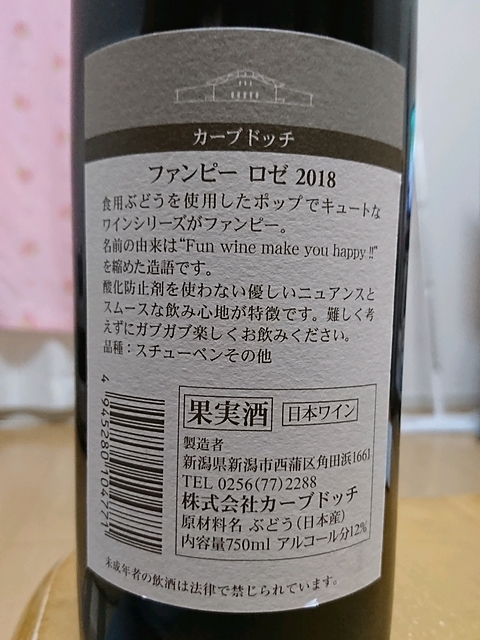 カーブドッチ
ファンピー ロゼ 2018
食用ぶどうを使用したポップでキュートな
ワインシリーズがファンピー。
名前の由来は“Fun wine make you happy !!”
を縮めた造語です。
酸化防止剤を使わない優しいニュアンスと
スムースな飲み心地が特徴です。難しく考
えずにガブガブ楽しくお飲みください。
品種：スチューベンその他
果実酒 日本ワイン
製造者
新潟県新潟市西蒲区角田浜1661
TEL 0256(77)2288
株式会社カーブドッチ
原材料名 ぶどう（日本産）
内容量750ml アルコール分12%
4 945280 104771
未成年者の飲酒は法律で禁じられています。